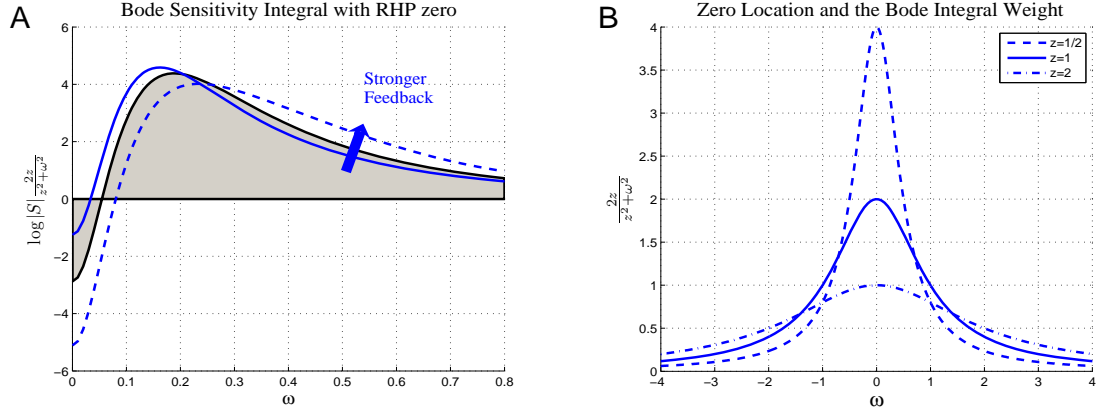 A
Bode Sensitivity Integral with RHP zero
6
4
2
0
−2
−4
−6
log |S| 2z / z² + ω²
Stronger
Feedback
0
0.1
0.2
0.3
0.4
0.5
0.6
0.7
0.8
ω
B
Zero Location and the Bode Integral Weight
4
3.5
3
2.5
2
1.5
1
0.5
0
2z / z² + ω²
z=1/2
z=1
z=2
−4
−3
−2
−1
0
1
2
3
4
ω